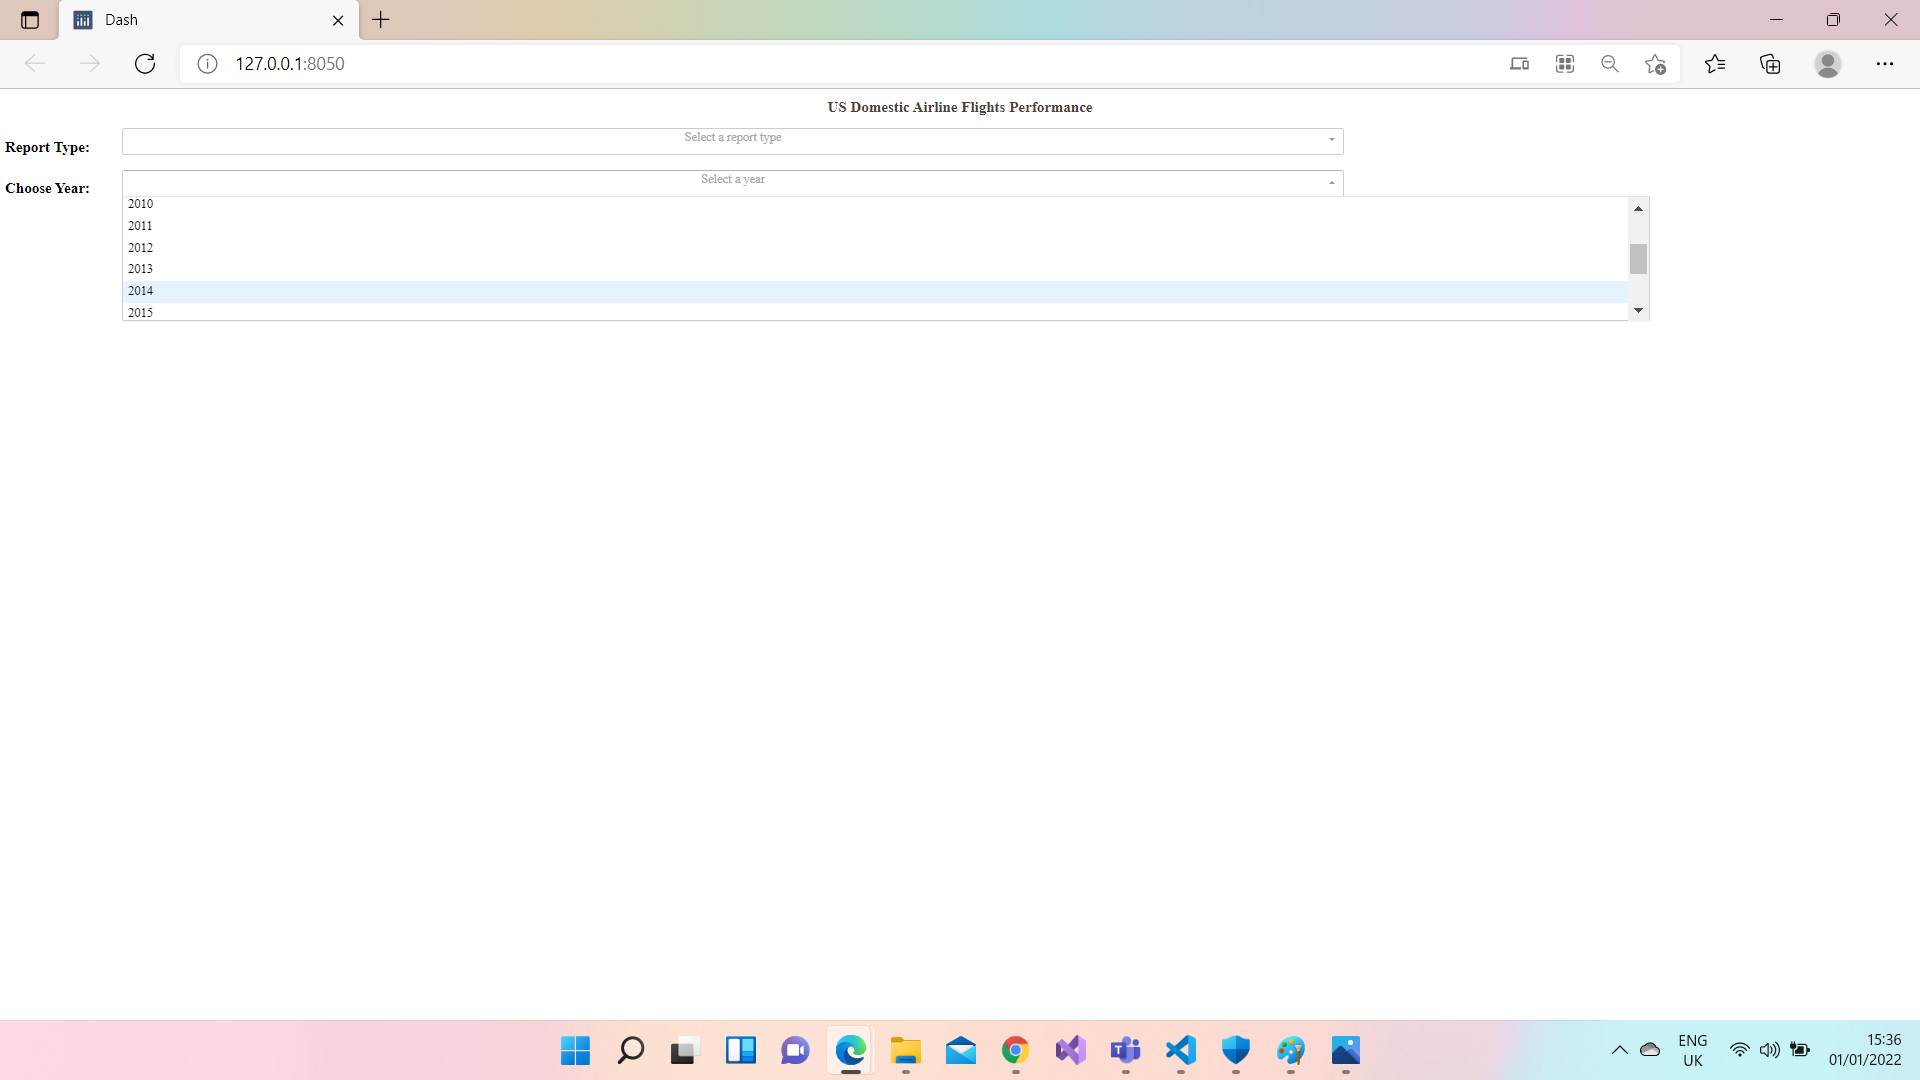 Dash
127.0.0.1:8050
US Domestic Airline Flights Performance
Report Type:
Select a report type
Choose Year:
Select a year
2010
2011
2012
2013
2014
2015
ENG
UK
15:36
01/01/2022